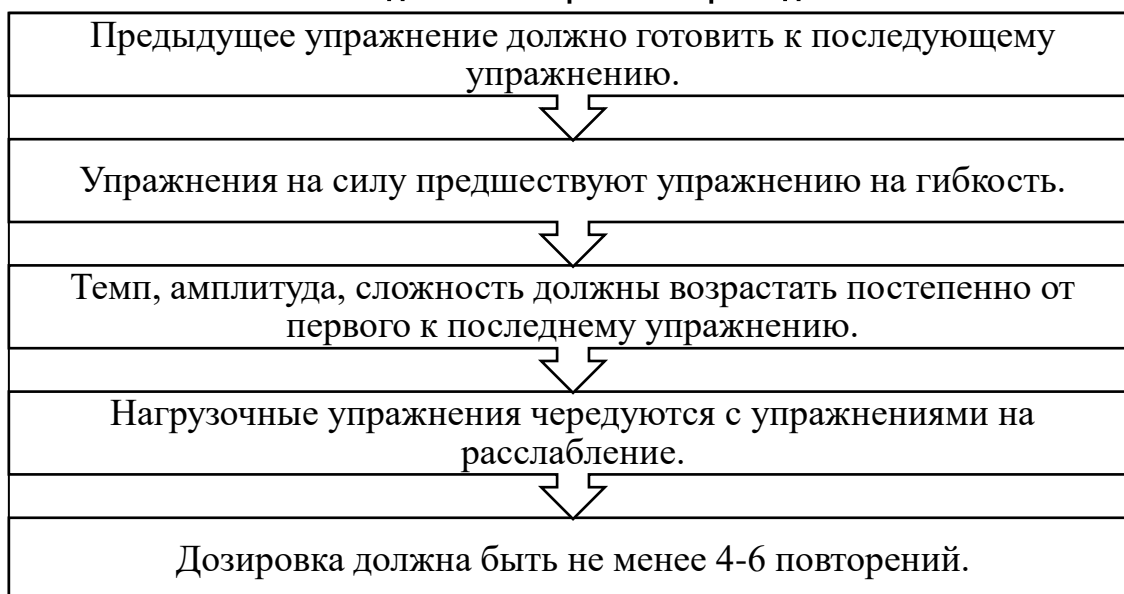 Предыдущее упражнение должно готовить к последующему
упражнению.
Упражнения на силу предшествуют упражнению на гибкость.
Темп, амплитуда, сложность должны возрастать постепенно от
первого к последнему упражнению.
Нагрузочные упражнения чередуются с упражнениями на
расслабление.
Дозировка должна быть не менее 4-6 повторений.